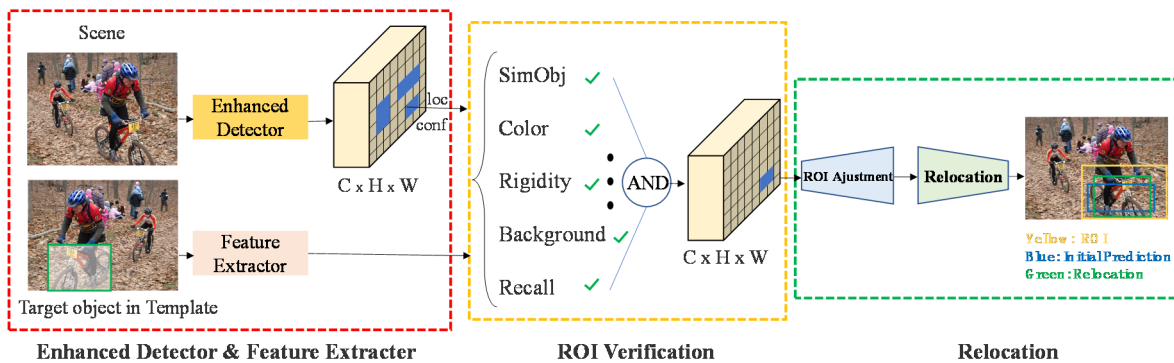 Scene
Enhanced
Detector
loc
conf
C x H x W
Feature
Extractor
Target object in Template
Enhanced Detector & Feature Extracter
SimObj
Color
Rigidity
Background
Recall
AND
C x H x W
ROI Verification
ROI Ajustment
Relocation
Yellow: ROI
Blue: Initial Prediction
Green: Relocation
Relocation